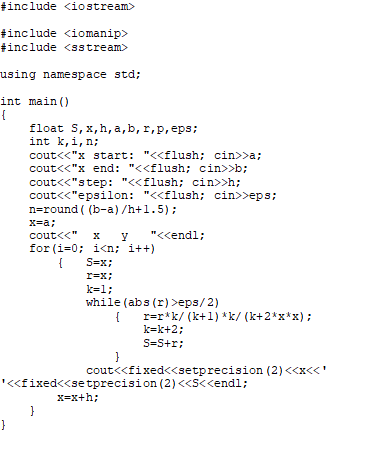 #include <iostream>
#include <iomanip>
#include <sstream>
using namespace std;
int main()
{
float S,x,h,a,b,r,p,eps;
int k,i,n;
cout<<"x start: "<<flush; cin>>a;
cout<<"x end: "<<flush; cin>>b;
cout<<"step: "<<flush; cin>>h;
cout<<"epsilon: "<<flush; cin>>eps;
n=round((b-a)/h+1.5);
x=a;
cout<<" x y "<<endl;
for(i=0; i<n; i++)
{ S=x;
r=x;
k=1;
while(abs(r)>eps/2)
{ r=r*k/(k+1)*k/(k+2*x*x);
k=k+2;
S=S+r;
}
cout<<fixed<<setprecision(2)<<x<<'
'<<fixed<<setprecision(2)<<S<<endl;
x=x+h;
}
}